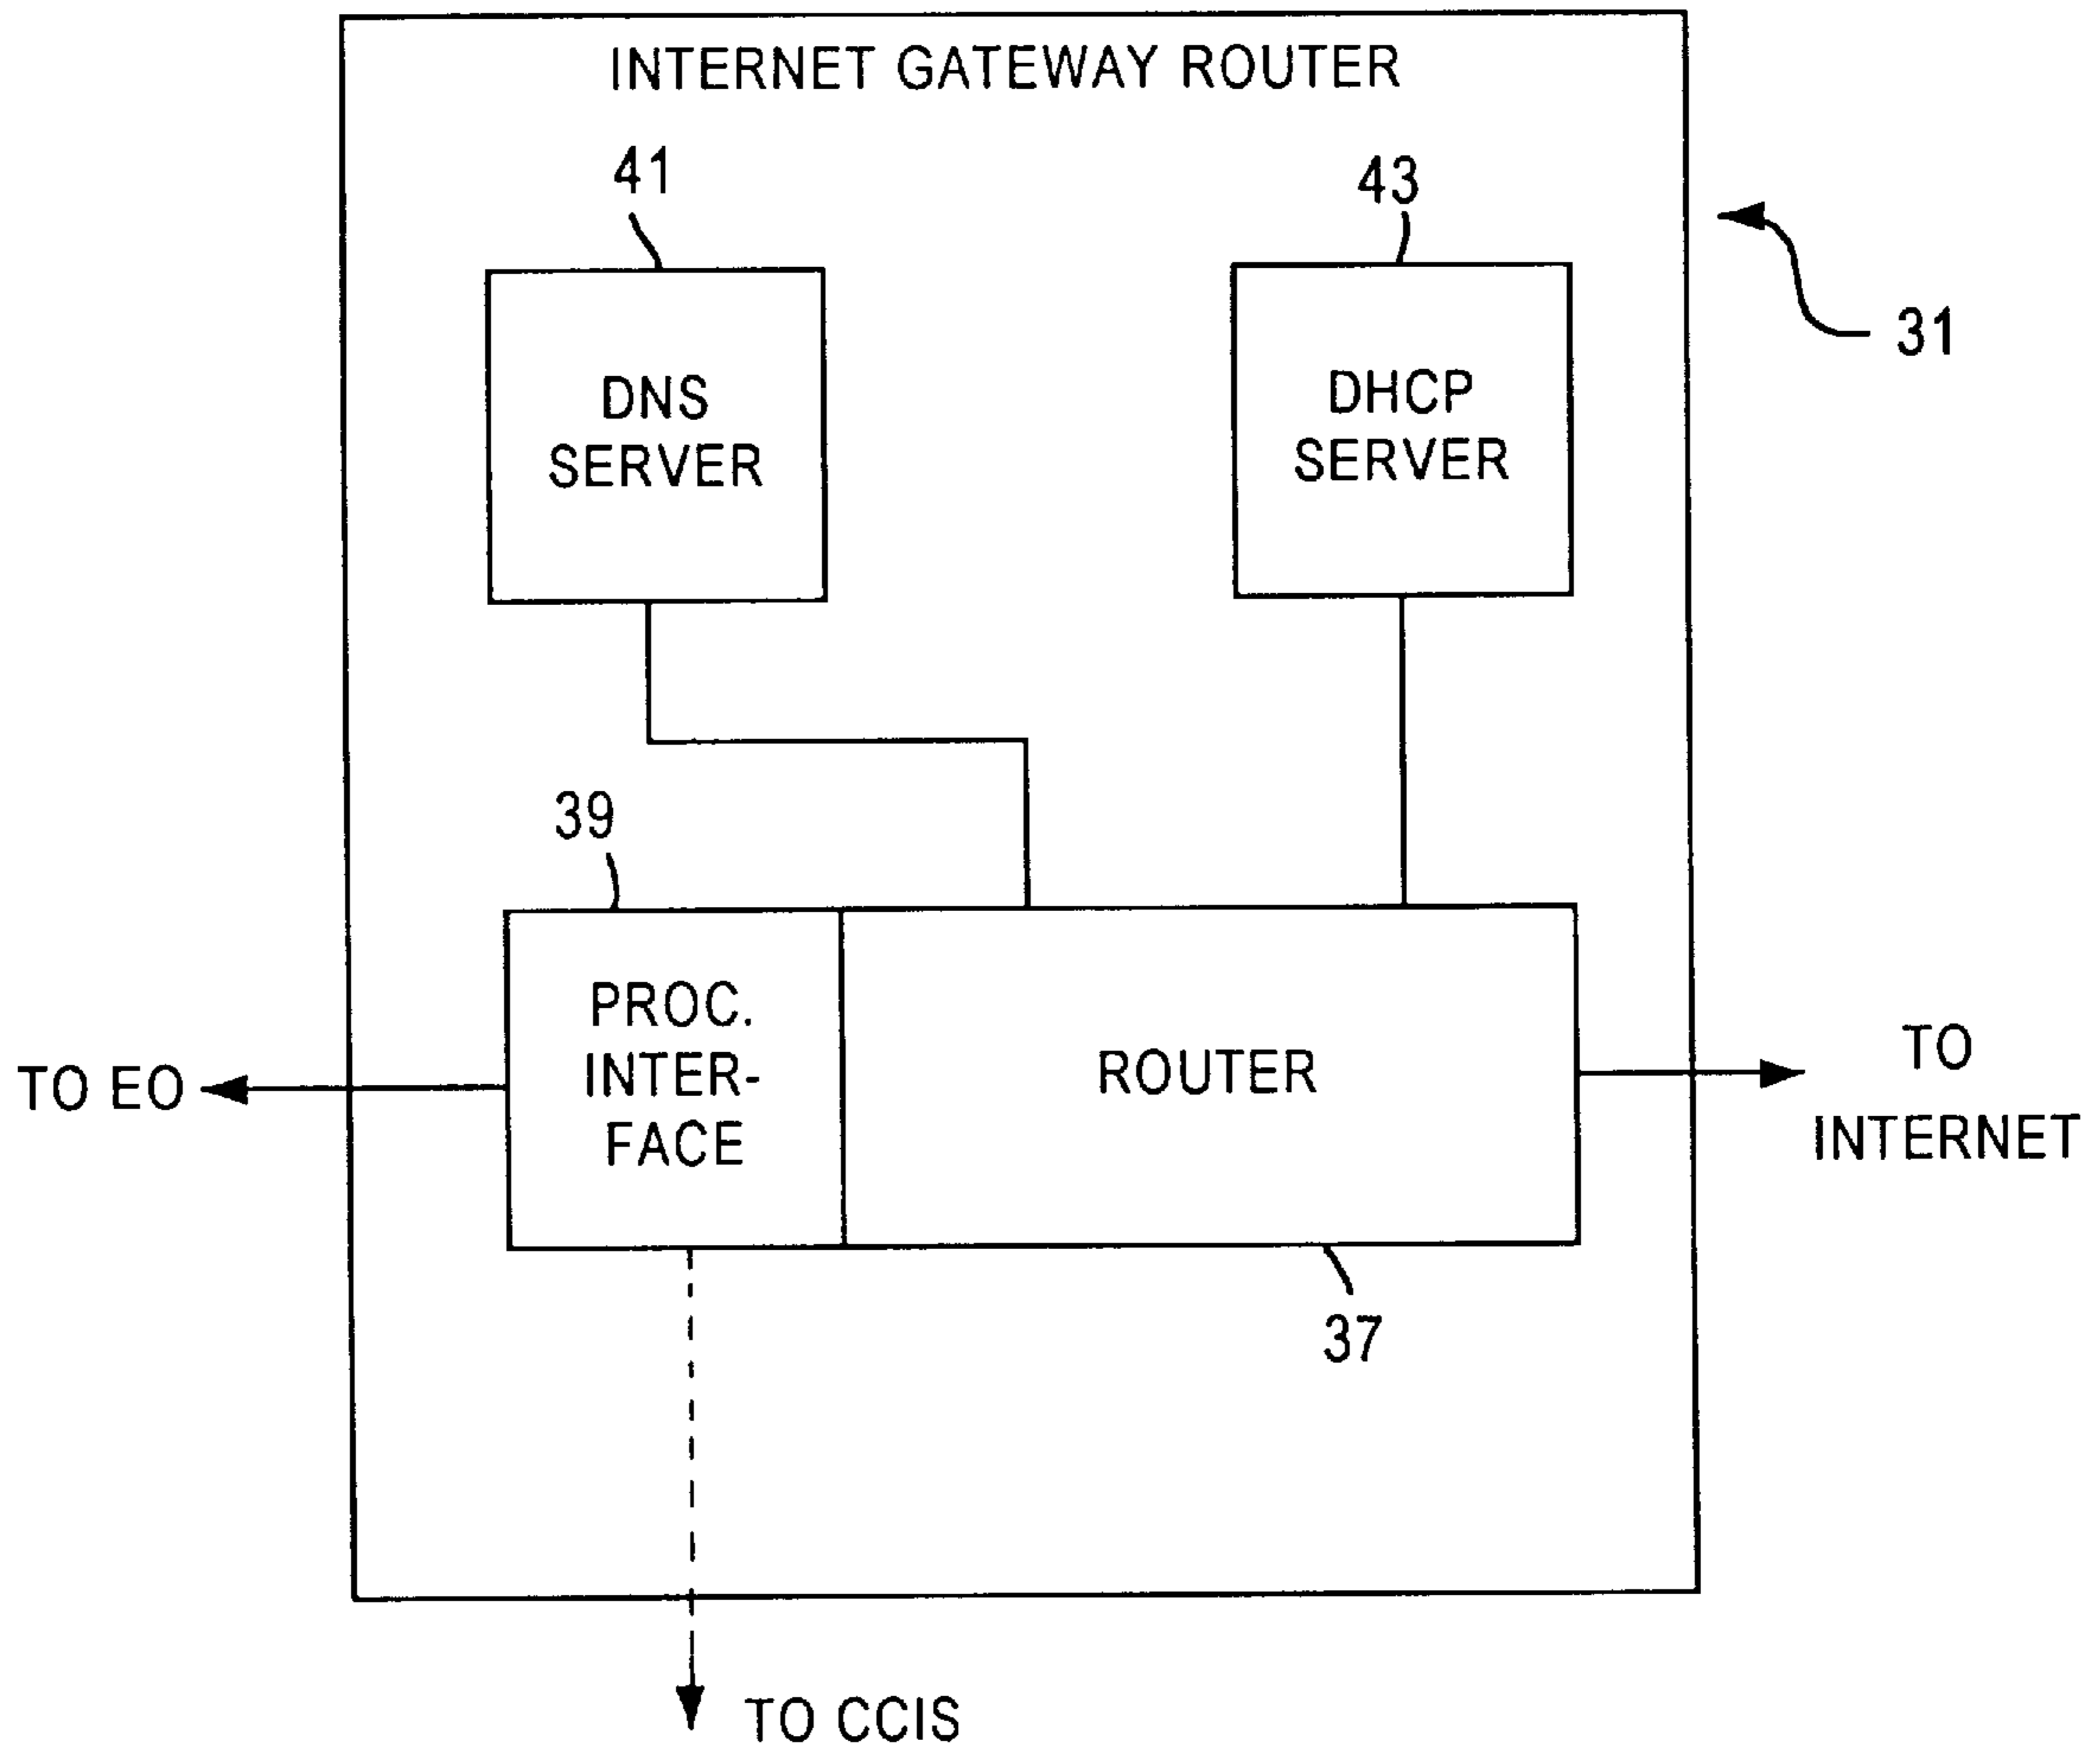 INTERNET GATEWAY ROUTER
41
43
31
DNS
SERVER
DHCP
SERVER
39
PROC.
INTER-
FACE
ROUTER
TO EO
TO
INTERNET
37
TO CCIS